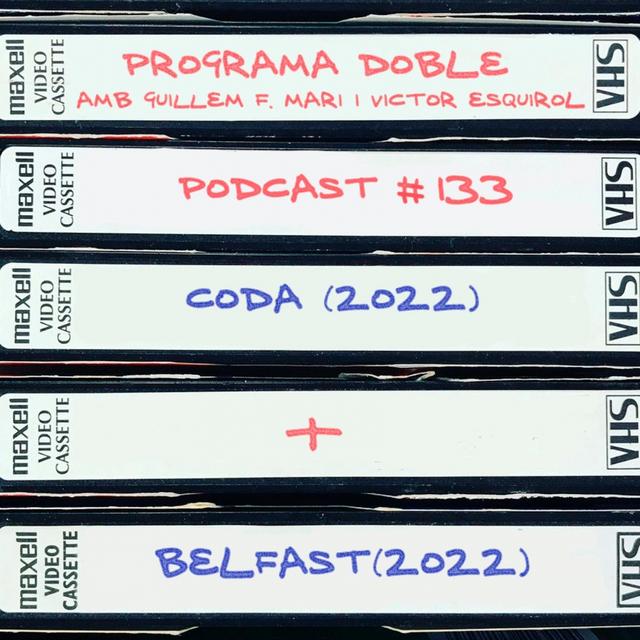 maxell
VIDEO
CASSETTE
PROGRAMA DOBLE
AMB GUILLEM F. MARI I VICTOR ESQUIROL
VHS
maxell
VIDEO
CASSETTE
PODCAST #133
VHS
maxell
VIDEO
CASSETTE
CODA (2022)
VHS
maxell
VIDEO
CASSETTE
+
VHS
maxell
VIDEO
CASSETTE
BELFAST(2022)
VHS